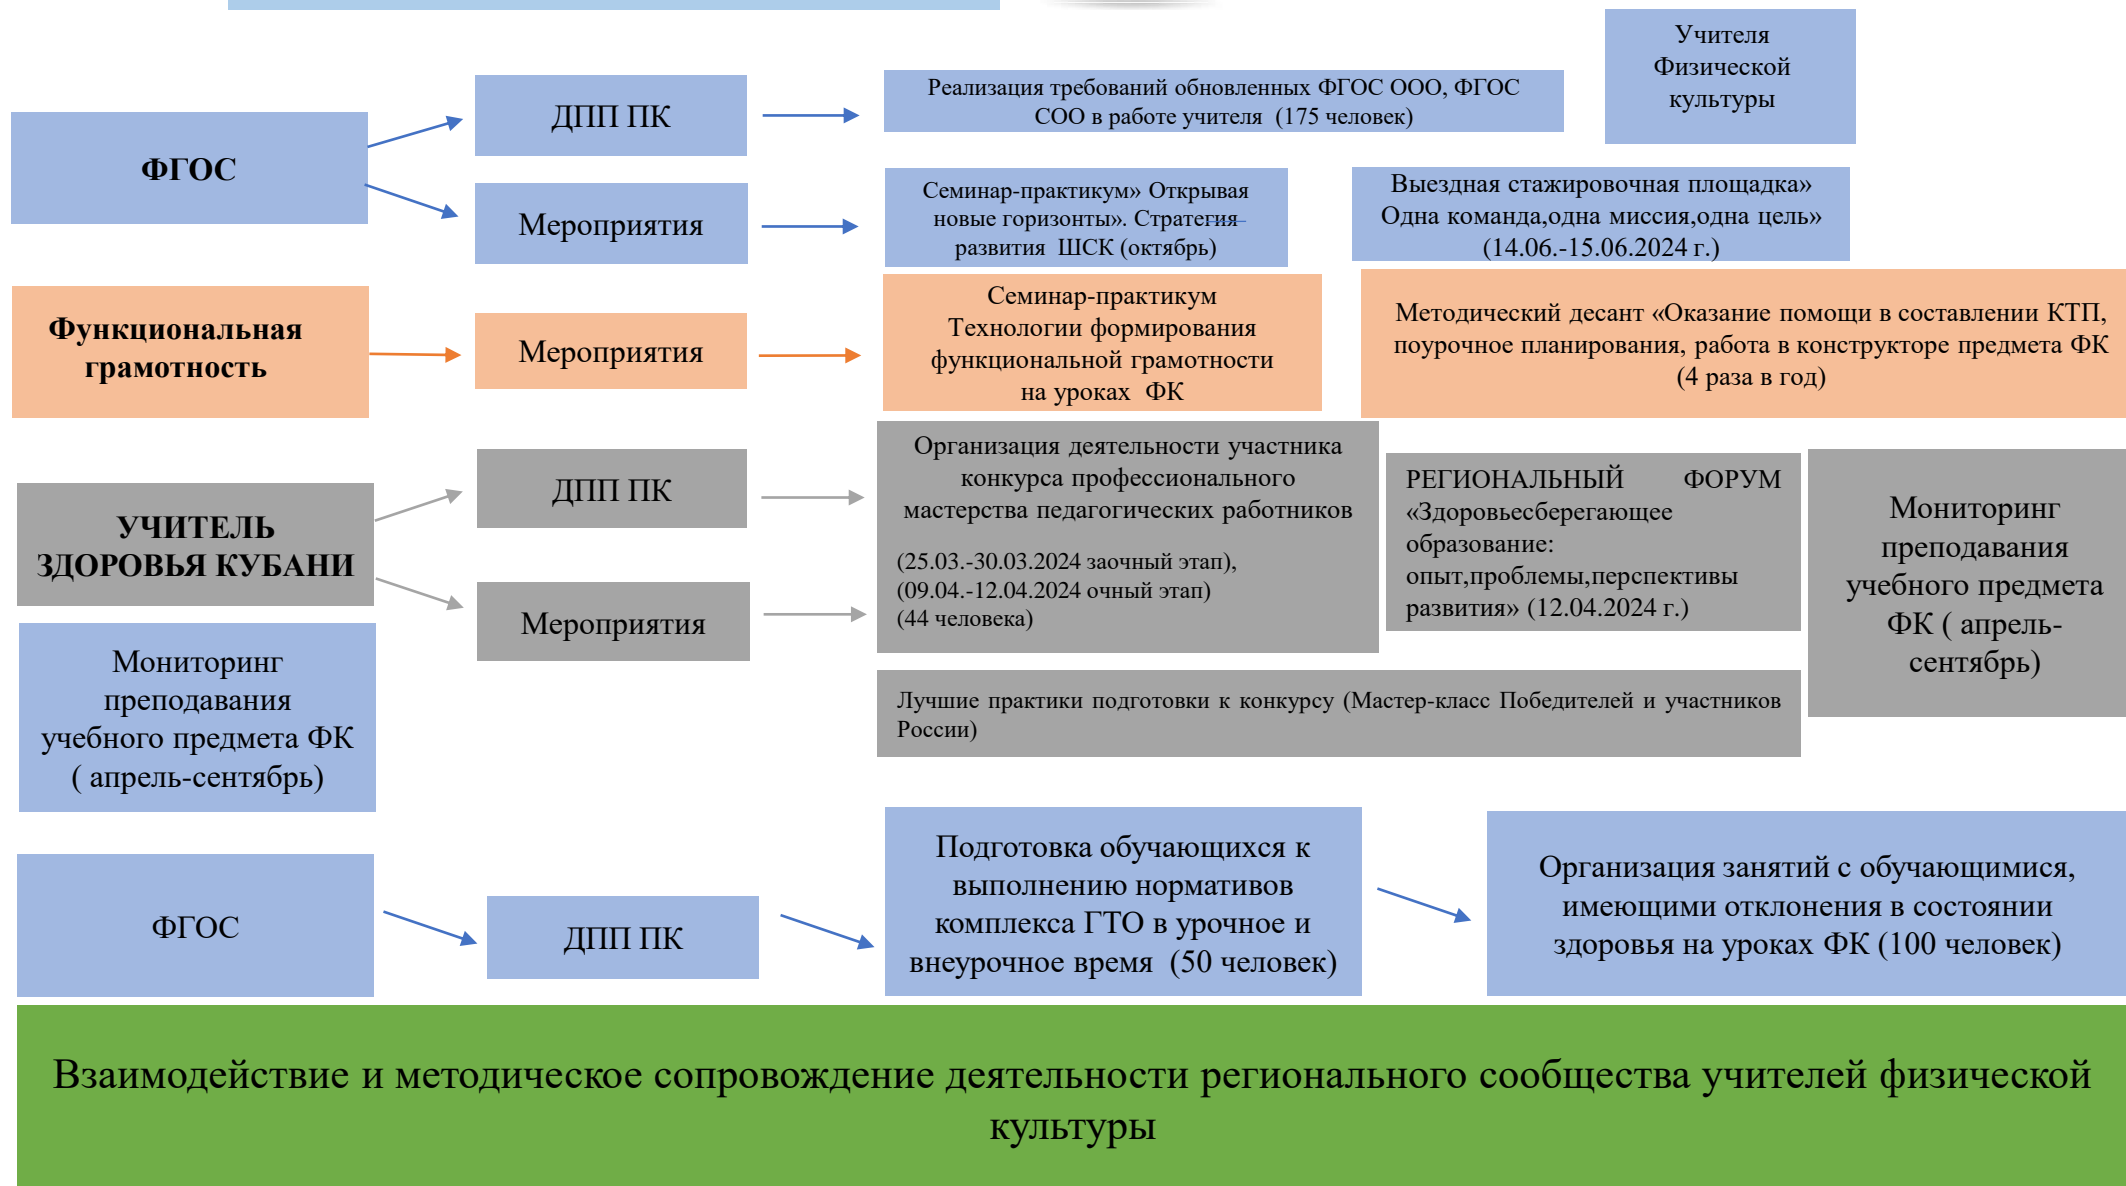 Учителя
Физической
культуры
ФГОС
ДПП ПК
Реализация требований обновленных ФГОС ООО, ФГОС
СОО в работе учителя (175 человек)
Мероприятия
Семинар-практикум» Открывая
новые горизонты». Стратегия
развития ШСК (октябрь)
Выездная стажировочная площадка»
Одна команда,одна миссия,одна цель»
(14.06.-15.06.2024 г.)
Функциональная
грамотность
Мероприятия
Семинар-практикум
Технологии формирования
функциональной грамотности
на уроках ФК
Методический десант «Оказание помощи в составлении КТП,
поурочное планирования, работа в конструкторе предмета ФК
(4 раза в год)
УЧИТЕЛЬ
ЗДОРОВЬЯ КУБАНИ
ДПП ПК
Мероприятия
Организация деятельности участника
конкурса профессионального
мастерства педагогических работников
(25.03.-30.03.2024 заочный этап),
(09.04.-12.04.2024 очный этап)
(44 человека)
РЕГИОНАЛЬНЫЙ ФОРУМ
«Здоровьесберегающее
образование:
опыт,проблемы,перспективы
развития» (12.04.2024 г.)
Мониторинг
преподавания
учебного предмета
ФК ( апрель-
сентябрь)
Лучшие практики подготовки к конкурсу (Мастер-класс Победителей и участников
России)
Мониторинг
преподавания
учебного предмета ФК
( апрель-сентябрь)
ФГОС
ДПП ПК
Подготовка обучающихся к
выполнению нормативов
комплекса ГТО в урочное и
внеурочное время (50 человек)
Организация занятий с обучающимися,
имеющими отклонения в состоянии
здоровья на уроках ФК (100 человек)
Взаимодействие и методическое сопровождение деятельности регионального сообщества учителей физической
культуры